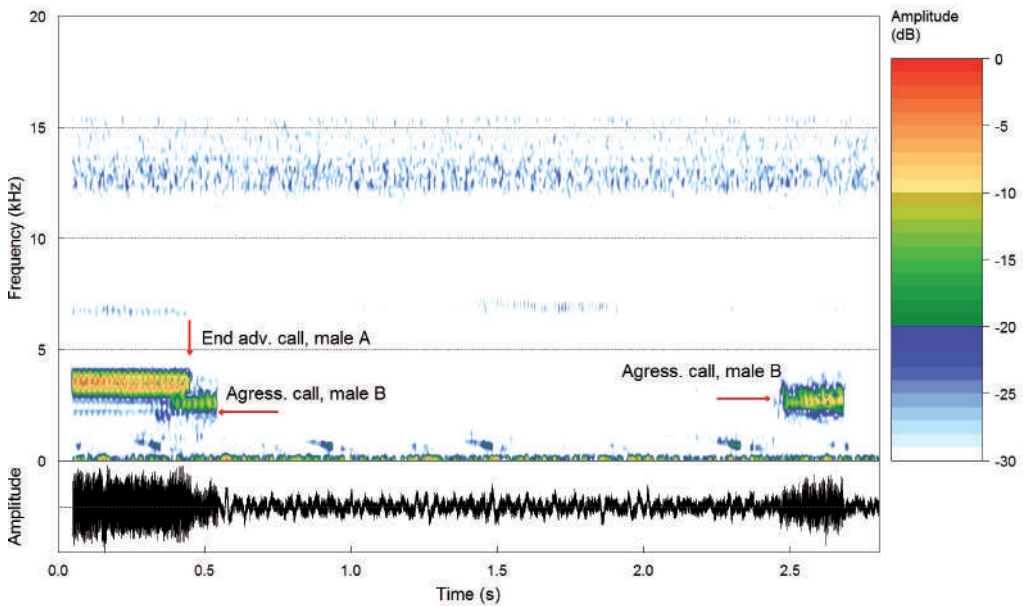 20
15
10
5
0
Frequency (kHz)
End adv. call, male A
Agress. call, male B
Agress. call, male B
Amplitude
(dB)
0
-5
-10
-15
-20
-25
-30
Amplitude
0.0
0.5
1.0
1.5
2.0
2.5
Time (s)